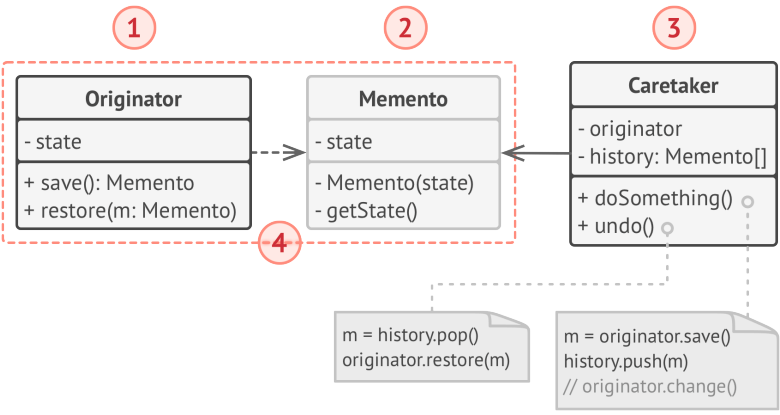 1
2
3
Originator
- state
+ save(): Memento
+ restore(m: Memento)
Memento
- state
- Memento(state)
- getState()
Caretaker
- originator
- history: Memento[]
+ doSomething()
+ undo()
4
m = history.pop()
originator.restore(m)
m = originator.save()
history.push(m)
// originator.change()